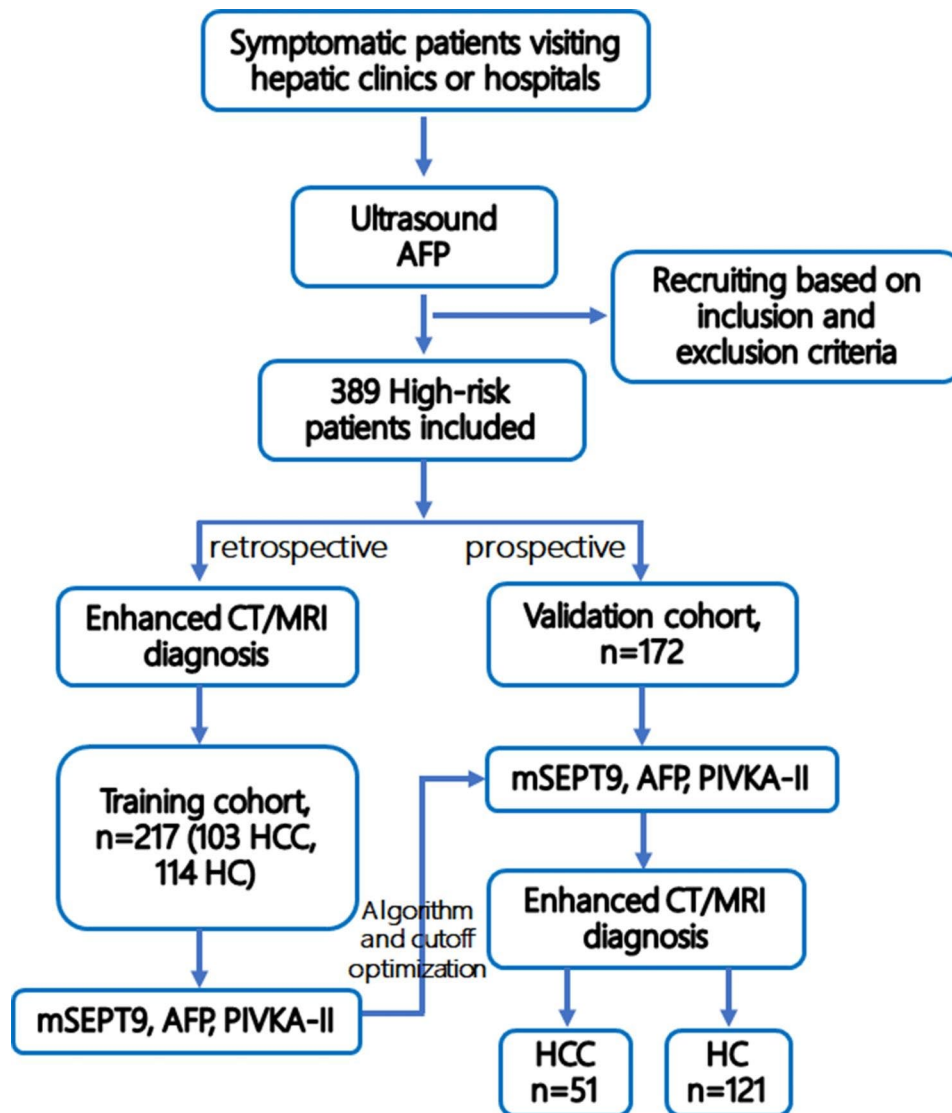 Symptomatic patients visiting
hepatic clinics or hospitals
Ultrasound
AFP
Recruiting based on
inclusion and
exclusion criteria
389 High-risk
patients included
retrospective
prospective
Enhanced CT/MRI
diagnosis
Validation cohort,
n=172
Training cohort,
n=217 (103 HCC,
114 HC)
mSEPT9, AFP, PIVKA-II
Algorithm
and cutoff
optimization
mSEPT9, AFP, PIVKA-II
Enhanced CT/MRI
diagnosis
HCC
n=51
HC
n=121